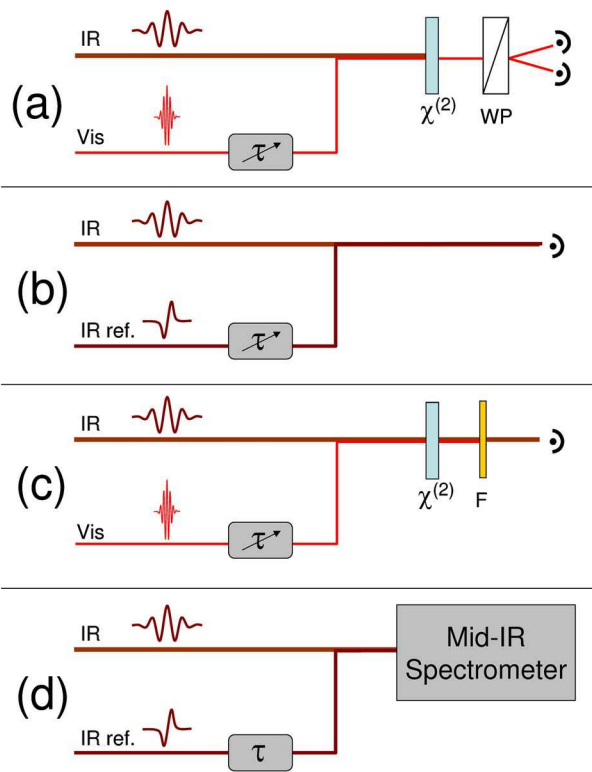 IR
(a)
χ(2)
WP
Vis
τ
IR
(b)
IR ref.
τ
IR
(c)
χ(2)
F
Vis
τ
IR
Mid-IR
Spectrometer
(d)
IR ref.
τ